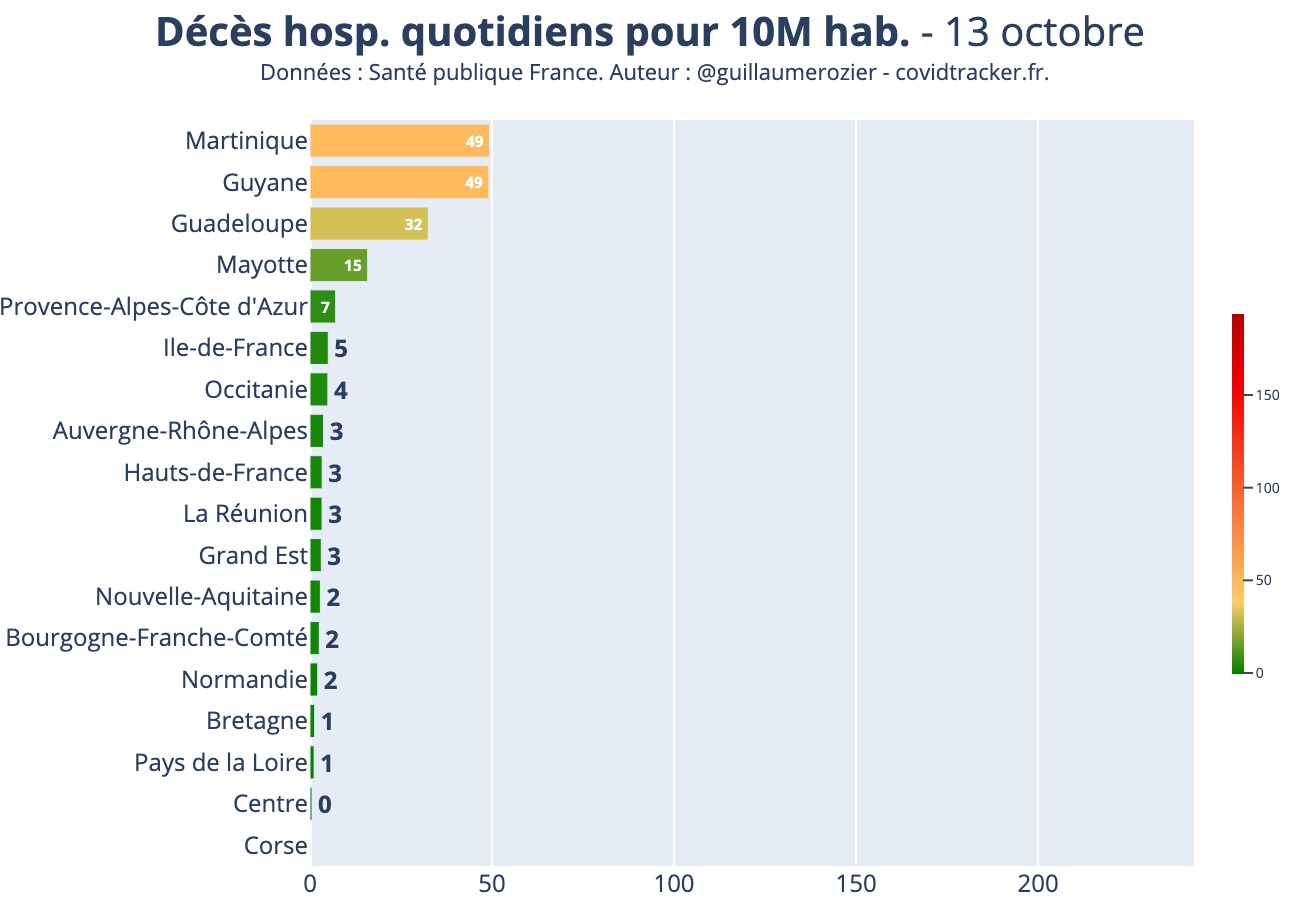 Décès hosp. quotidiens pour 10M hab. - 13 octobre
Données : Santé publique France. Auteur : @guillaumerozier - covidtracker.fr.
Martinique 49
Guyane 49
Guadeloupe 32
Mayotte 15
Provence-Alpes-Côte d'Azur 7
Ile-de-France 5
Occitanie 4
Auvergne-Rhône-Alpes 3
Hauts-de-France 3
La Réunion 3
Grand Est 3
Nouvelle-Aquitaine 2
Bourgogne-Franche-Comté 2
Normandie 2
Bretagne 1
Pays de la Loire 1
Centre 0
Corse
0 50 100 150 200
150
100
50
0